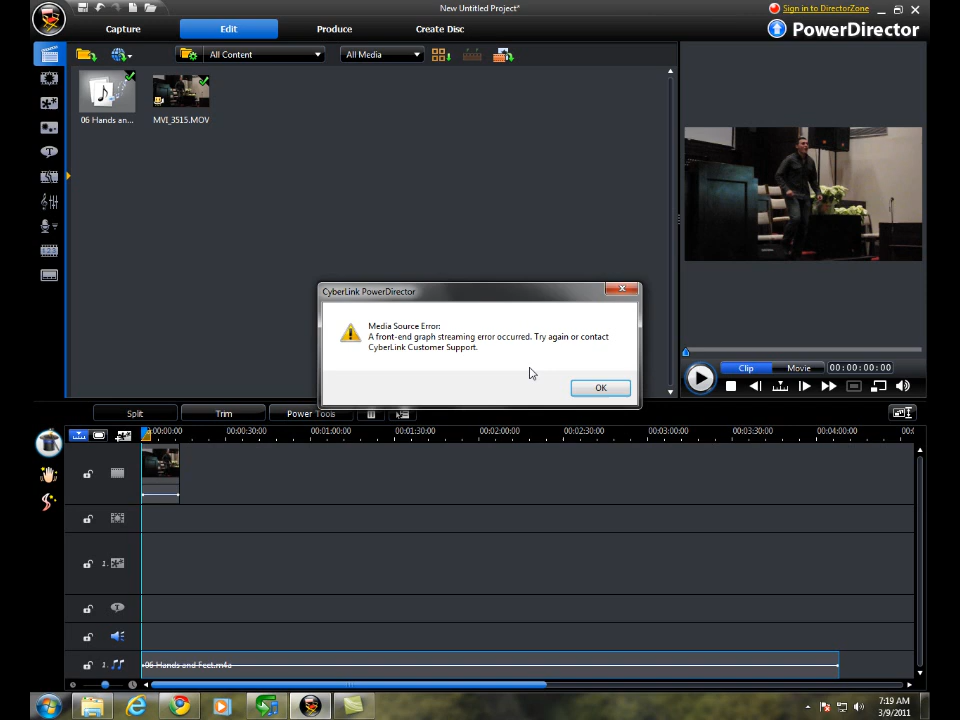 New Untitled Project*
Sign in to DirectorZone
Capture
Edit
Produce
Create Disc
PowerDirector
All Content
All Media
06 Hands an...
MVI_3515.MOV
CyberLink PowerDirector
Media Source Error:
A front-end graph streaming error occurred. Try again or contact
CyberLink Customer Support.
OK
Clip
Movie
00:00:00:00
Split
Trim
Power Tools
00:00:30:00
00:01:00:00
00:01:30:00
00:02:00:00
00:02:30:00
00:03:00:00
00:03:30:00
00:04:00:00
1.
1.
06 Hands and Feet.m4a
7:19 AM
3/9/2011